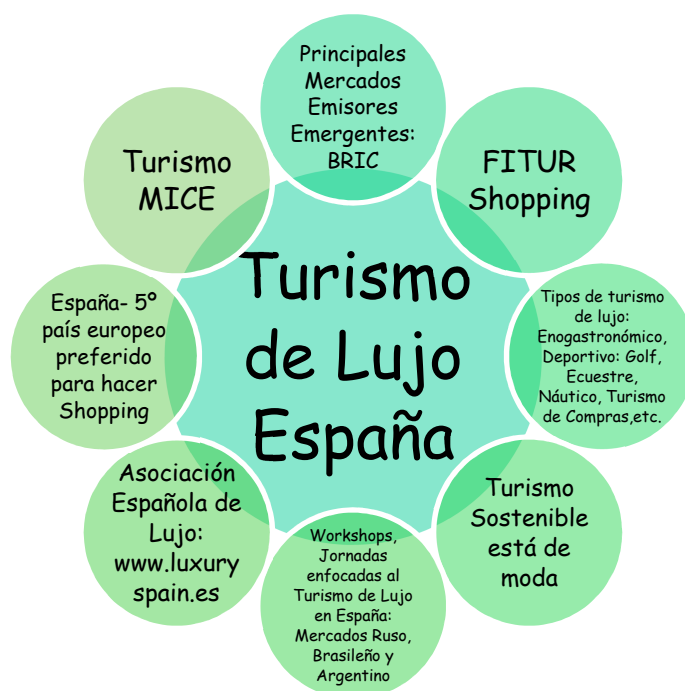 Principales
Mercados
Emisores
Emergentes:
BRIC
FITUR
Shopping
Tipos de turismo
de lujo:
Enogastronómico,
Deportivo: Golf,
Ecuestre,
Náutico, Turismo
de Compras,etc.
Turismo
Sostenible
está de
moda
Workshops,
Jornadas
enfocadas al
Turismo de Lujo
en España:
Mercados Ruso,
Brasileño y
Argentino
Asociación
Española de
Lujo:
www.luxury
spain.es
España- 5º
país europeo
preferido
para hacer
Shopping
Turismo
MICE
Turismo
de Lujo
España